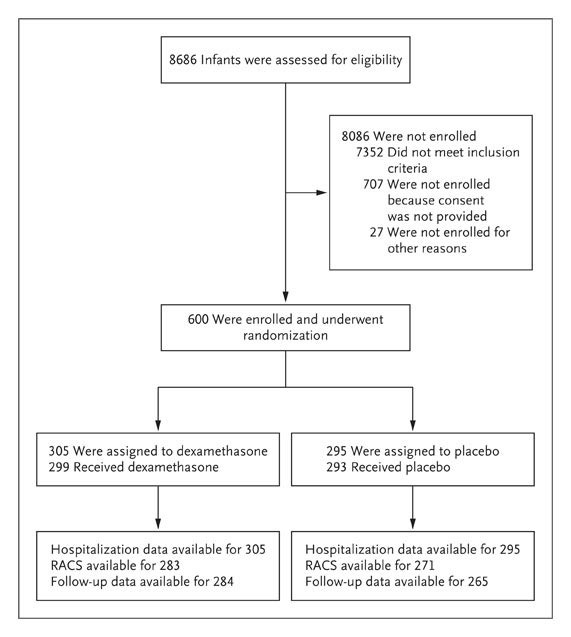 8686 Infants were assessed for eligibility
8086 Were not enrolled
7352 Did not meet inclusion
criteria
707 Were not enrolled
because consent
was not provided
27 Were not enrolled for
other reasons
600 Were enrolled and underwent
randomization
305 Were assigned to dexamethasone
299 Received dexamethasone
295 Were assigned to placebo
293 Received placebo
Hospitalization data available for 305
RACS available for 283
Follow-up data available for 284
Hospitalization data available for 295
RACS available for 271
Follow-up data available for 265